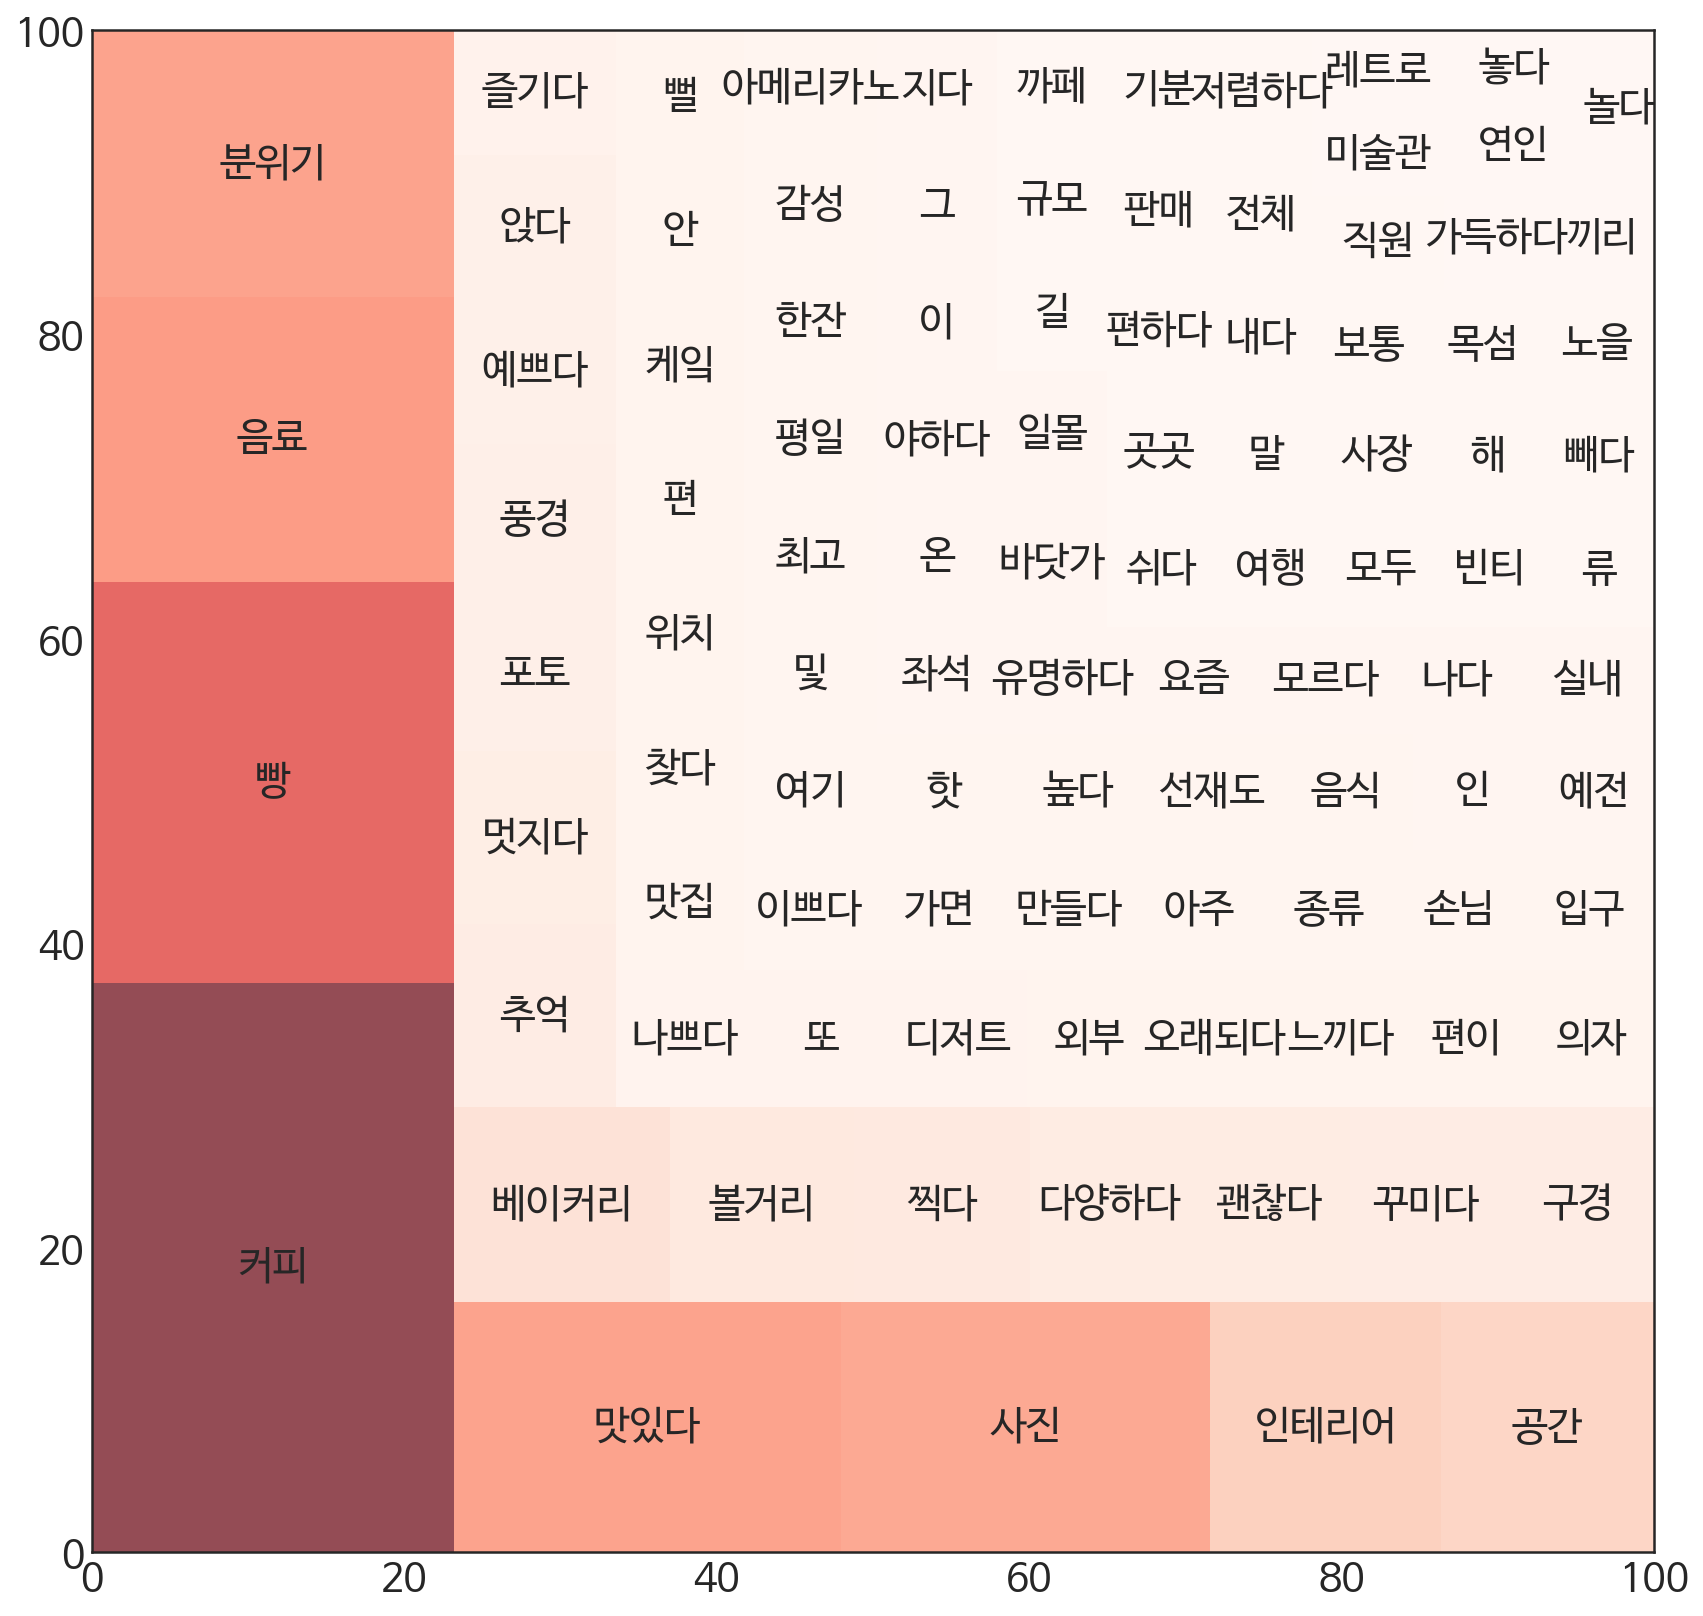 100
80
60
40
20
0
0 20 40 60 80 100
분위기
음료
빵
커피
즐기다 뻘 아메리카노 지다 까페 기분 저렴하다 레트로 놓다 놀다
미술관 연인
앉다 안 감성 그 규모 판매 전체 직원 가득하다 끼리
예쁘다 케익 한잔 이 길 편하다 내다 보통 목섬 노을
풍경 편 평일 야하다 일몰 곳곳 말 사장 해 빼다
최고 온 바닷가 쉬다 여행 모두 빈티 류
포토 위치 및 좌석 유명하다 요즘 모르다 나다 실내
멋지다 찾다 여기 핫 높다 선재도 음식 인 예전
맛집 이쁘다 가면 만들다 아주 종류 손님 입구
추억 나쁘다 또 디저트 외부 오래되다 느끼다 편이 의자
베이커리 볼거리 찍다 다양하다 괜찮다 꾸미다 구경
맛있다 사진 인테리어 공간